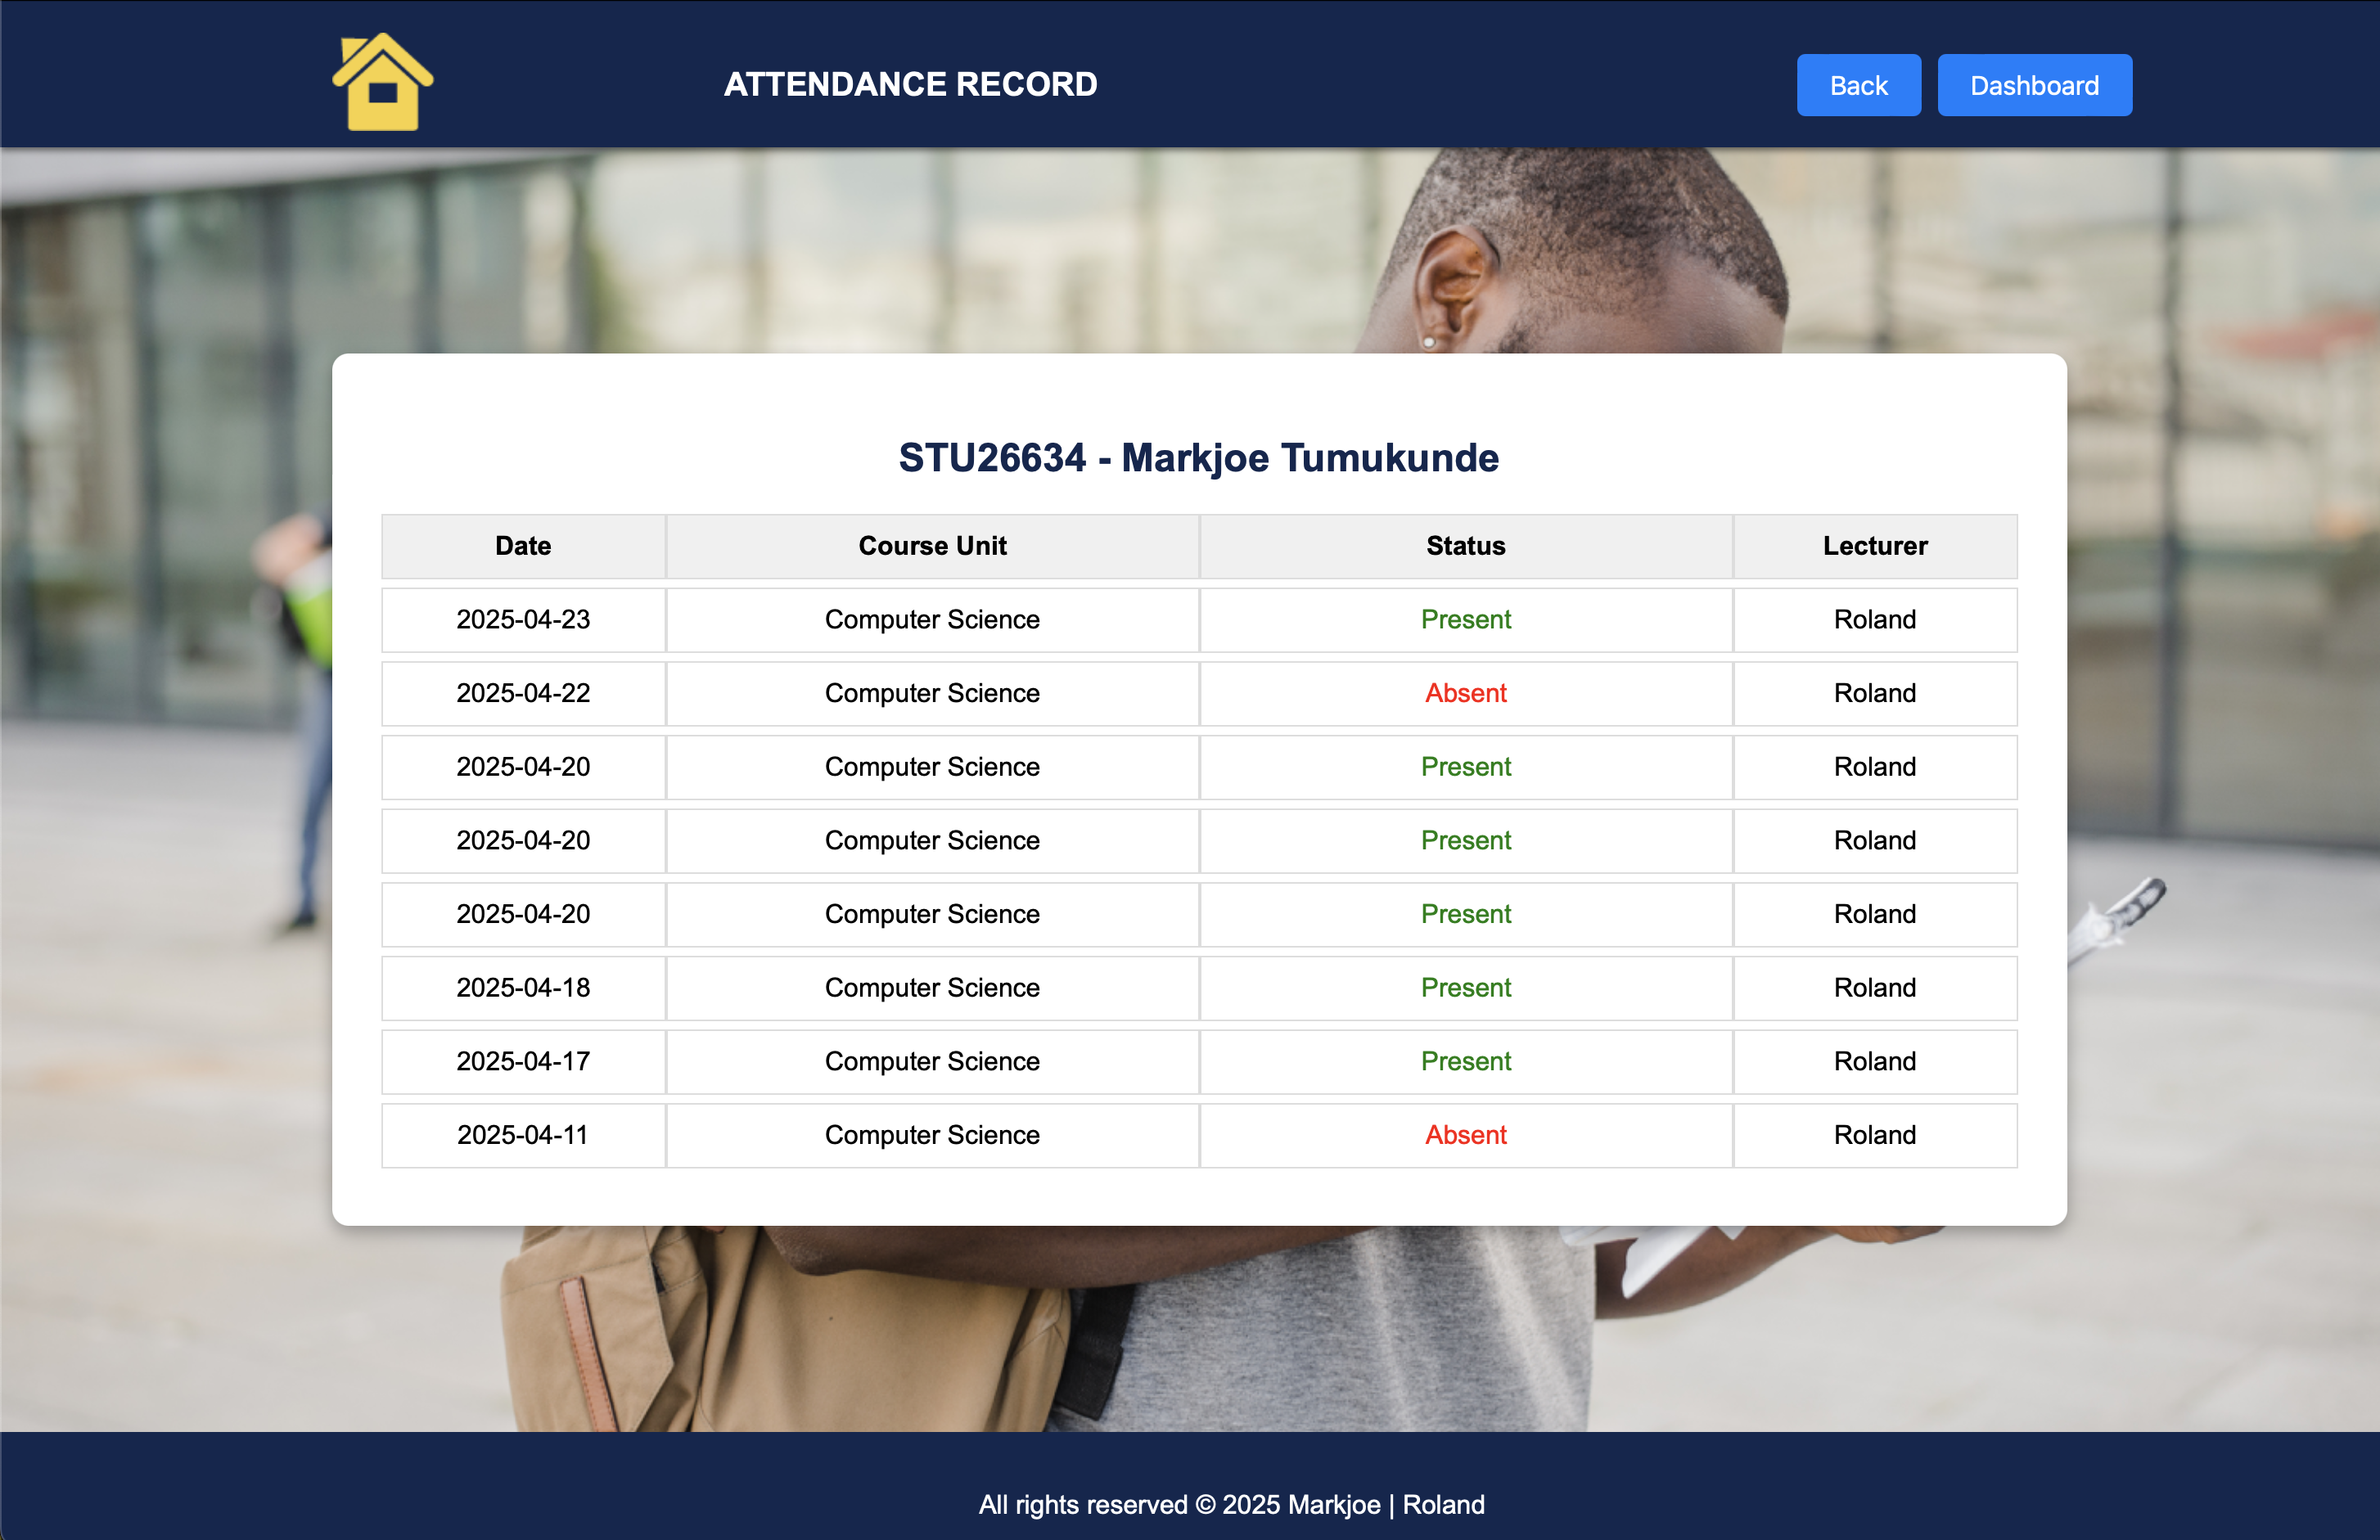 ATTENDANCE RECORD
Back
Dashboard
STU26634 - Markjoe Tumukunde
Date Course Unit Status Lecturer
2025-04-23 Computer Science Present Roland
2025-04-22 Computer Science Absent Roland
2025-04-20 Computer Science Present Roland
2025-04-20 Computer Science Present Roland
2025-04-20 Computer Science Present Roland
2025-04-18 Computer Science Present Roland
2025-04-17 Computer Science Present Roland
2025-04-11 Computer Science Absent Roland
All rights reserved © 2025 Markjoe | Roland